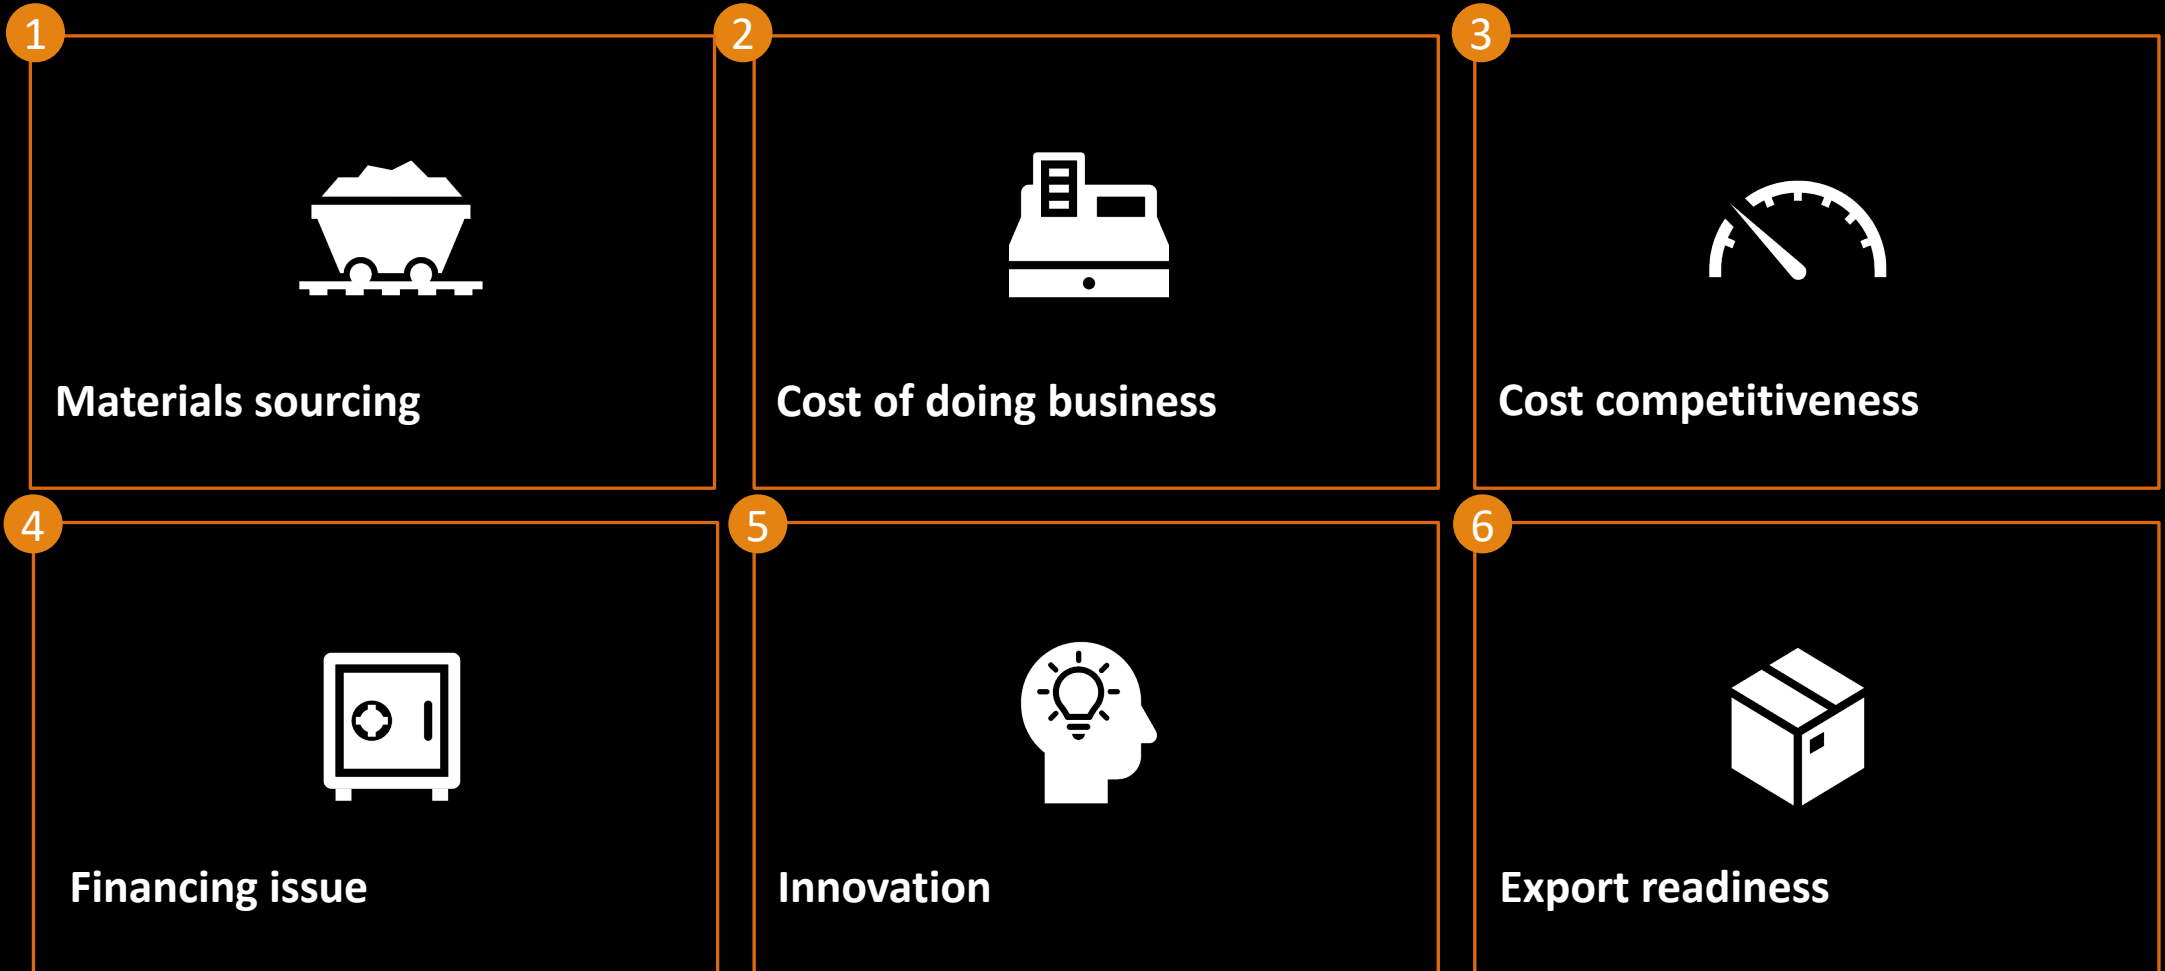 1
Materials sourcing
2
Cost of doing business
3
Cost competitiveness
4
Financing issue
5
Innovation
6
Export readiness